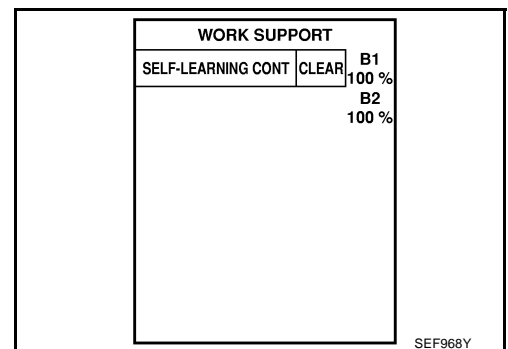 WORK SUPPORT
SELF-LEARNING CONT CLEAR B1
100 %
B2
100 %
SEF968Y